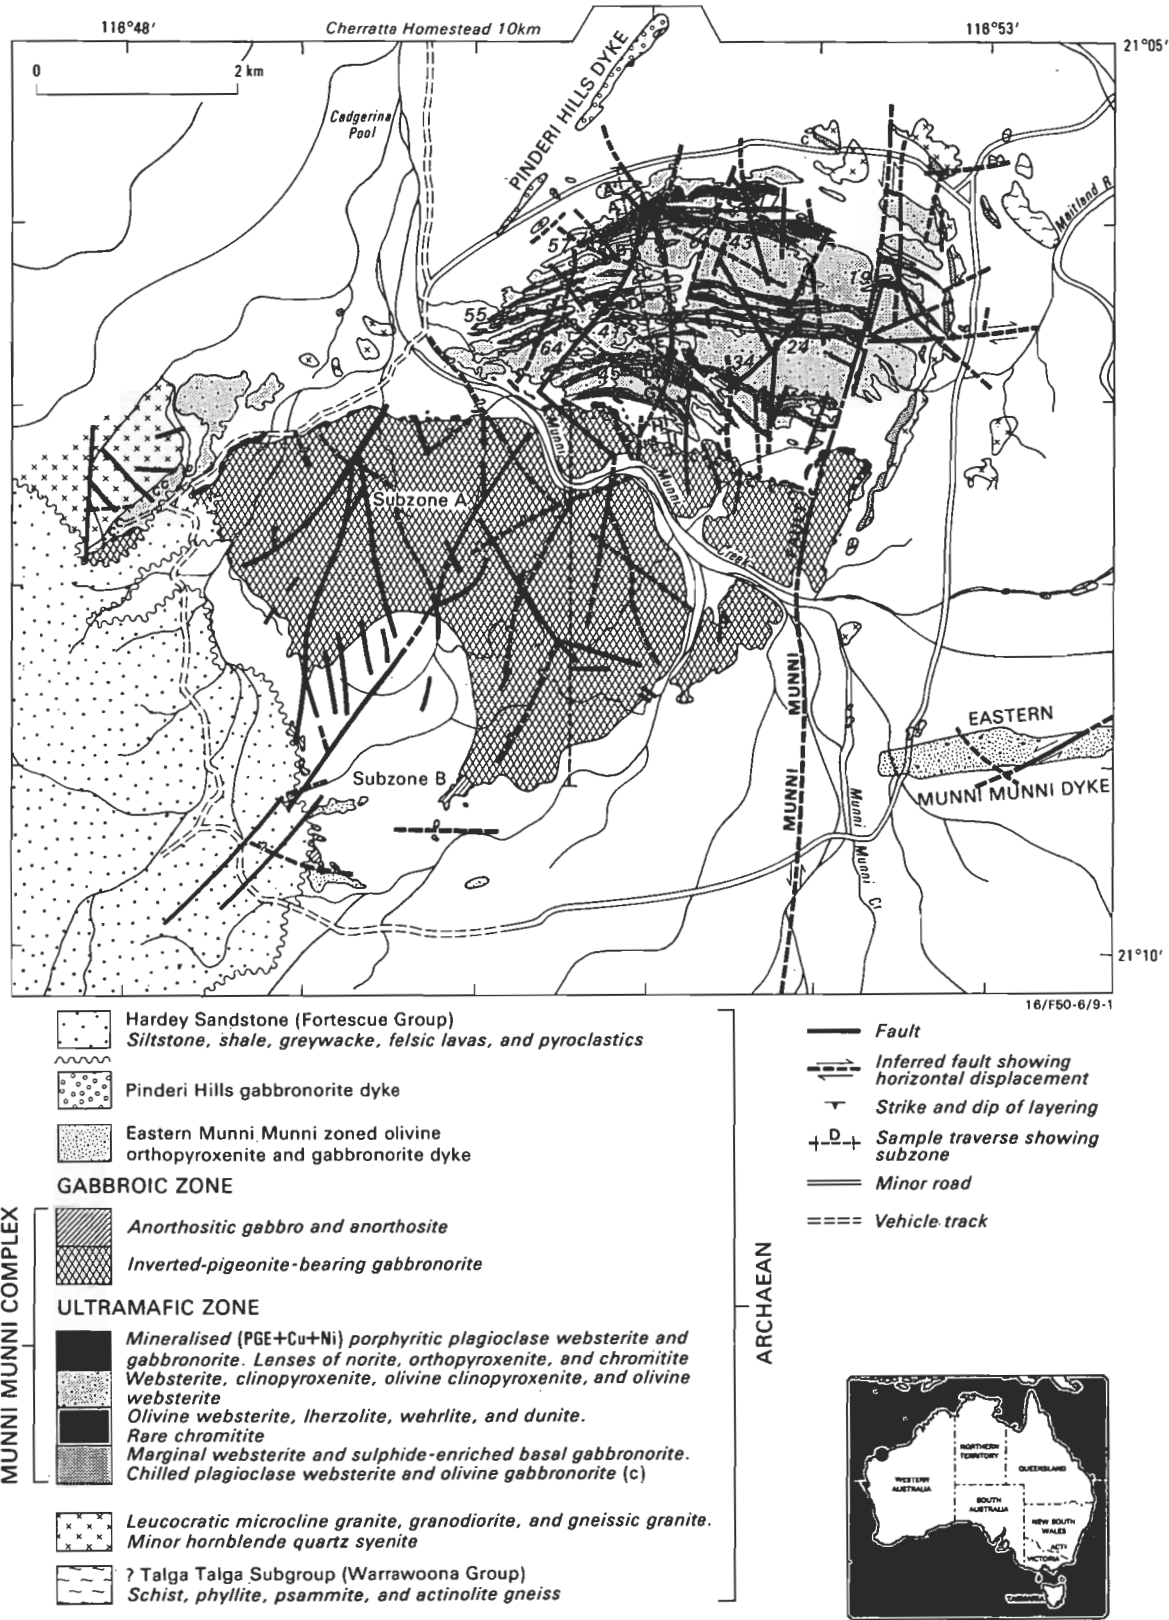 116°48'
Cherratta Homestead 10km
116°53'
21°05'
0 2 km
Cadgerina
Pool
PINDERI HILLS DYKE
Maitland R
57
43
19
55
64
34
24
45
H
Munni
Munni
Creek
Subzone A
FAULT
MUNNI
MUNNI
Subzone B
EASTERN
MUNNI MUNNI DYKE
Munni Munni Cr
21°10'
16/F50-6/9-1
Hardey Sandstone (Fortescue Group)
Siltstone, shale, greywacke, felsic lavas, and pyroclastics
Pinderi Hills gabbronorite dyke
Eastern Munni Munni zoned olivine
orthopyroxenite and gabbronorite dyke
GABBROIC ZONE
Anorthositic gabbro and anorthosite
Inverted-pigeonite-bearing gabbronorite
ULTRAMAFIC ZONE
Mineralised (PGE+Cu+Ni) porphyritic plagioclase websterite and
gabbronorite. Lenses of norite, orthopyroxenite, and chromitite
Websterite, clinopyroxenite, olivine clinopyroxenite, and olivine
websterite
Olivine websterite, lherzolite, wehrlite, and dunite.
Rare chromitite
Marginal websterite and sulphide-enriched basal gabbronorite.
Chilled plagioclase websterite and olivine gabbronorite (c)
Leucocratic microcline granite, granodiorite, and gneissic granite.
Minor hornblende quartz syenite
? Talga Talga Subgroup (Warrawoona Group)
Schist, phyllite, psammite, and actinolite gneiss
MUNNI MUNNI COMPLEX
ARCHAEAN
Fault
Inferred fault showing
horizontal displacement
Strike and dip of layering
D
Sample traverse showing
subzone
Minor road
Vehicle track
NORTHERN
TERRITORY
QUEENSLAND
WESTERN
AUSTRALIA
SOUTH
AUSTRALIA
NEW SOUTH
WALES
ACT
VICTORIA
TASMANIA